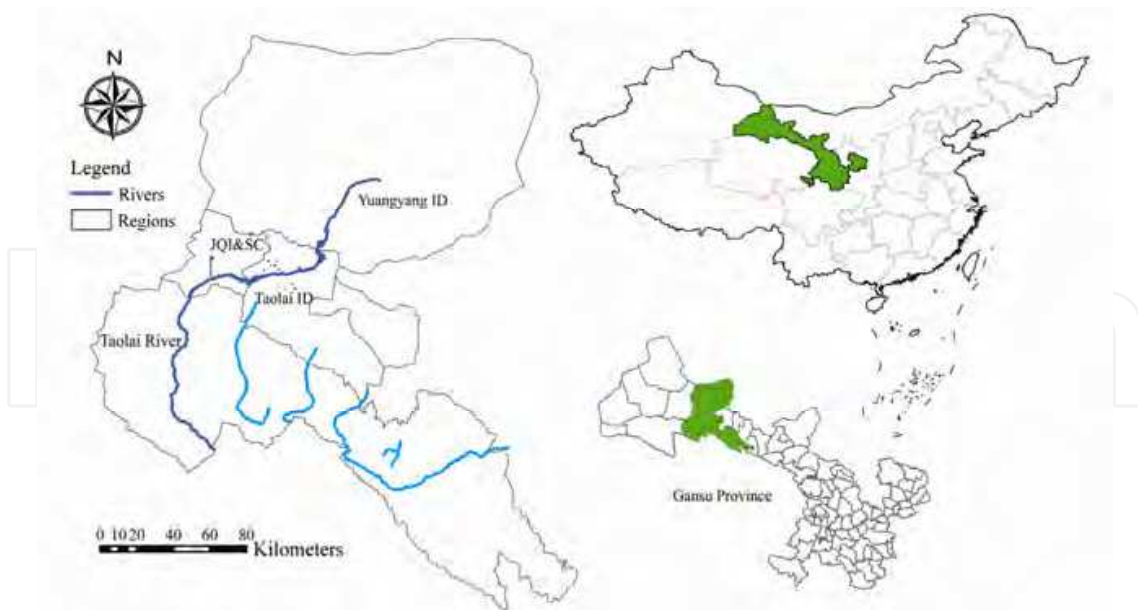 N
Legend
Rivers
Regions
Yuangyang ID
JQI&SC
Taolai ID
Taolai River
0 10 20 40 60 80
Kilometers
Gansu Province